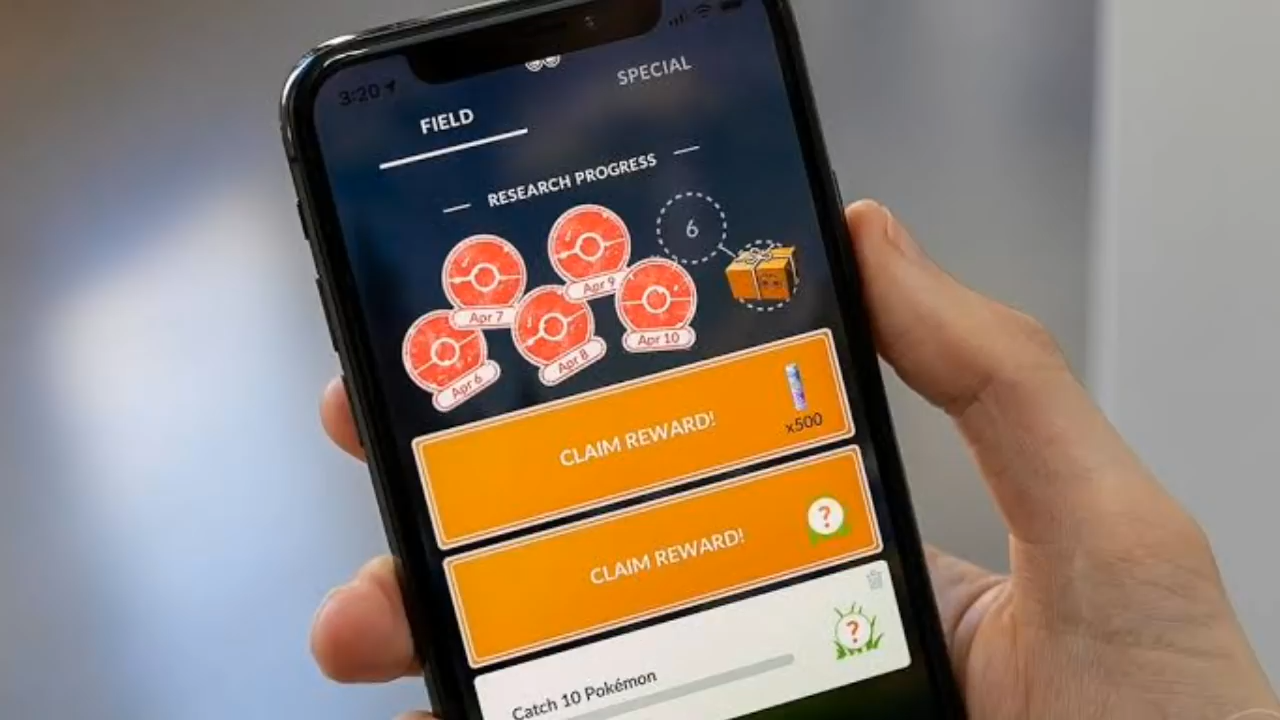 3:20
SPECIAL
FIELD
RESEARCH PROGRESS
6
Apr 9
Apr 7
Apr 10
Apr 8
Apr 6
CLAIM REWARD!
x500
?
CLAIM REWARD!
?
Catch 10 Pokémon